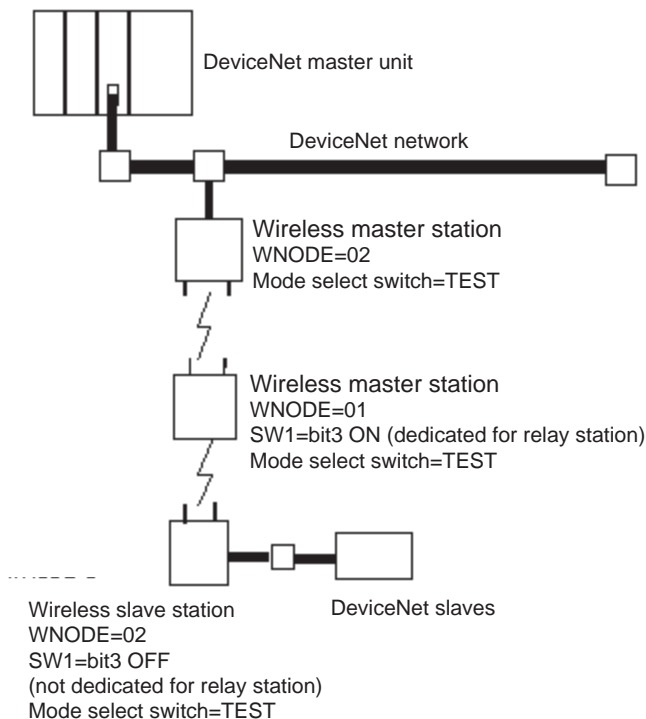 DeviceNet master unit
DeviceNet network
Wireless master station
WNODE=02
Mode select switch=TEST
Wireless master station
WNODE=01
SW1=bit3 ON (dedicated for relay station)
Mode select switch=TEST
Wireless slave station
WNODE=02
SW1=bit3 OFF
(not dedicated for relay station)
Mode select switch=TEST
DeviceNet slaves